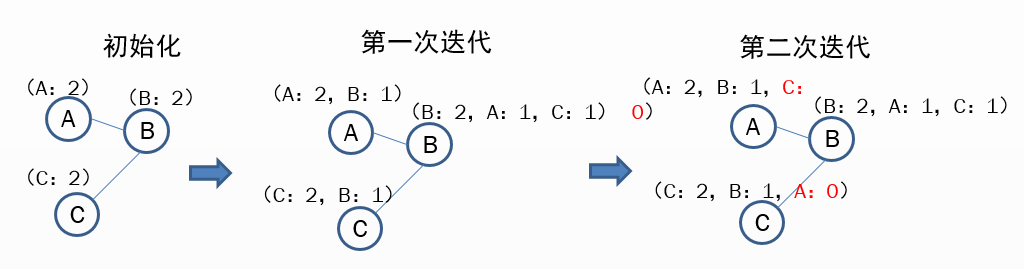 初始化
(A: 2)
(B: 2)
A
B
(C: 2)
C
第一次迭代
(A: 2, B: 1)
(B: 2, A: 1, C: 1)
0)
A
B
(C: 2, B: 1)
C
第二次迭代
(A: 2, B: 1, C:
(B: 2, A: 1, C: 1)
A
B
(C: 2, B: 1, A: 0)
C